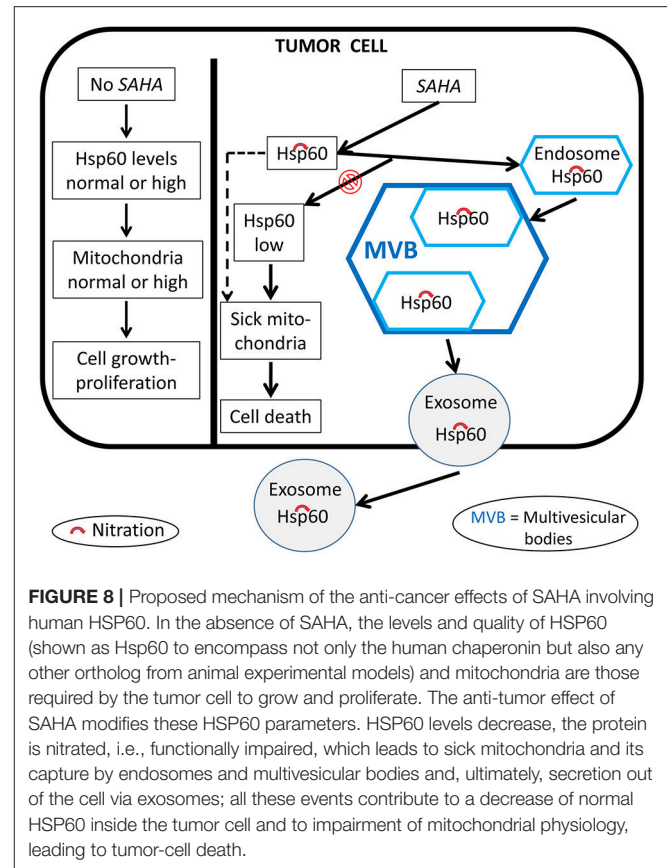 TUMOR CELL
No SAHA
Hsp60 levels
normal or high
Mitochondria
normal or high
Cell growth-
proliferation
SAHA
Hsp60
Hsp60
low
Sick mito-
chondria
Cell death
Endosome
Hsp60
MVB
Hsp60
Hsp60
Exosome
Hsp60
Exosome
Hsp60
Nitration
MVB = Multivesicular
bodies
FIGURE 8 | Proposed mechanism of the anti-cancer effects of SAHA involving
human HSP60. In the absence of SAHA, the levels and quality of HSP60
(shown as Hsp60 to encompass not only the human chaperonin but also any
other ortholog from animal experimental models) and mitochondria are those
required by the tumor cell to grow and proliferate. The anti-tumor effect of
SAHA modifies these HSP60 parameters. HSP60 levels decrease, the protein
is nitrated, i.e., functionally impaired, which leads to sick mitochondria and its
capture by endosomes and multivesicular bodies and, ultimately, secretion out
of the cell via exosomes; all these events contribute to a decrease of normal
HSP60 inside the tumor cell and to impairment of mitochondrial physiology,
leading to tumor-cell death.